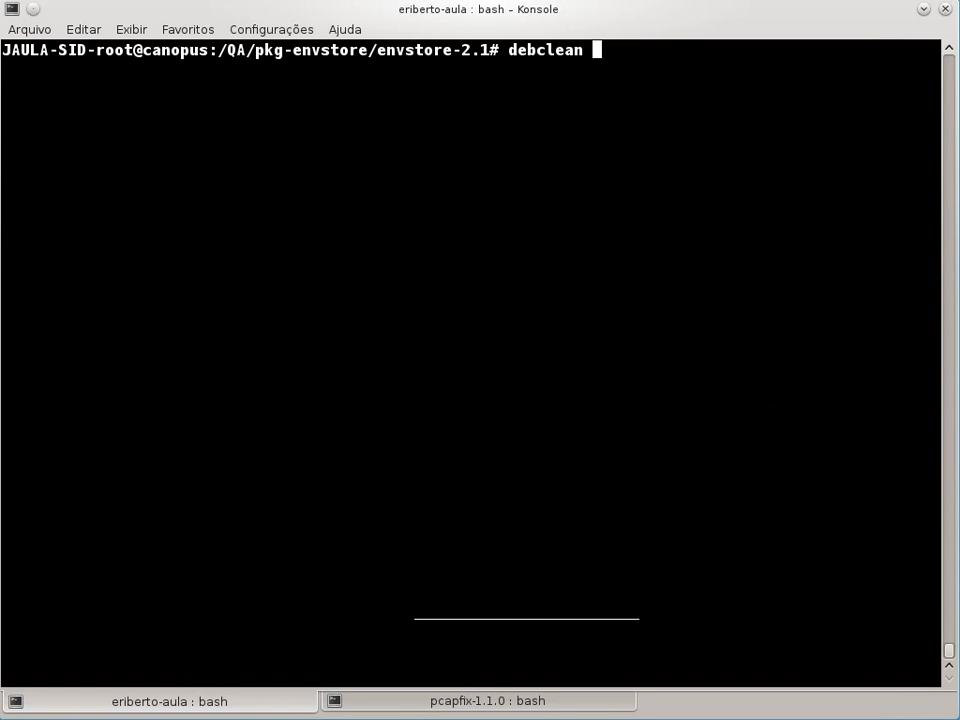 eriberto-aula : bash – Konsole
Arquivo Editar Exibir Favoritos Configurações Ajuda
JAULA-SID-root@canopus:/QA/pkg-envstore/envstore-2.1# debclean
eriberto-aula : bash
pcapfix-1.1.0 : bash